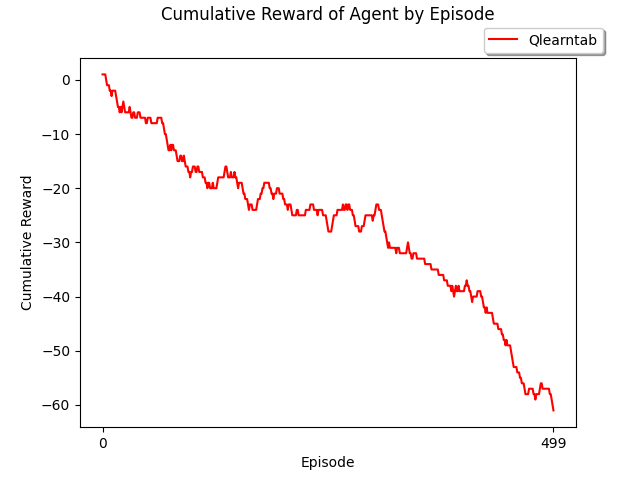 Cumulative Reward of Agent by Episode
Qlearntab
0
−10
−20
−30
−40
−50
−60
Cumulative Reward
0 499
Episode